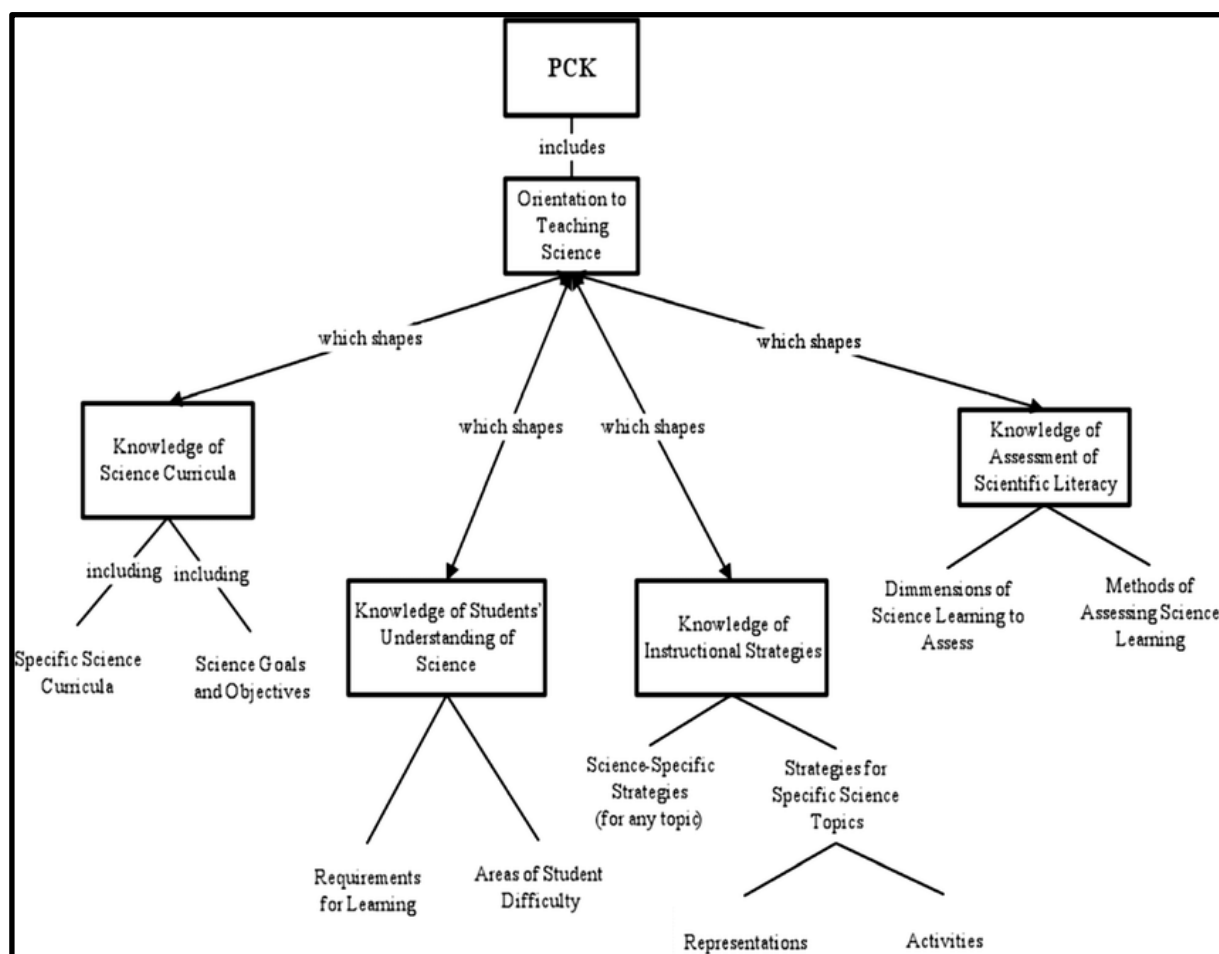 PCK
includes
Orientation to
Teaching
Science
which shapes
which shapes
which shapes
which shapes
Knowledge of
Science Curricula
Knowledge of
Assessment of
Scientific Literacy
including
including
Specific Science
Curricula
Science Goals
and Objectives
Knowledge of Students'
Understanding of
Science
Knowledge of
Instructional Strategies
Dimmensions of
Science Learning to
Assess
Methods of
Assessing Science
Learning
Requirements
for Learning
Areas of Student
Difficulty
Science-Specific
Strategies
(for any topic)
Strategies for
Specific Science
Topics
Representations
Activities